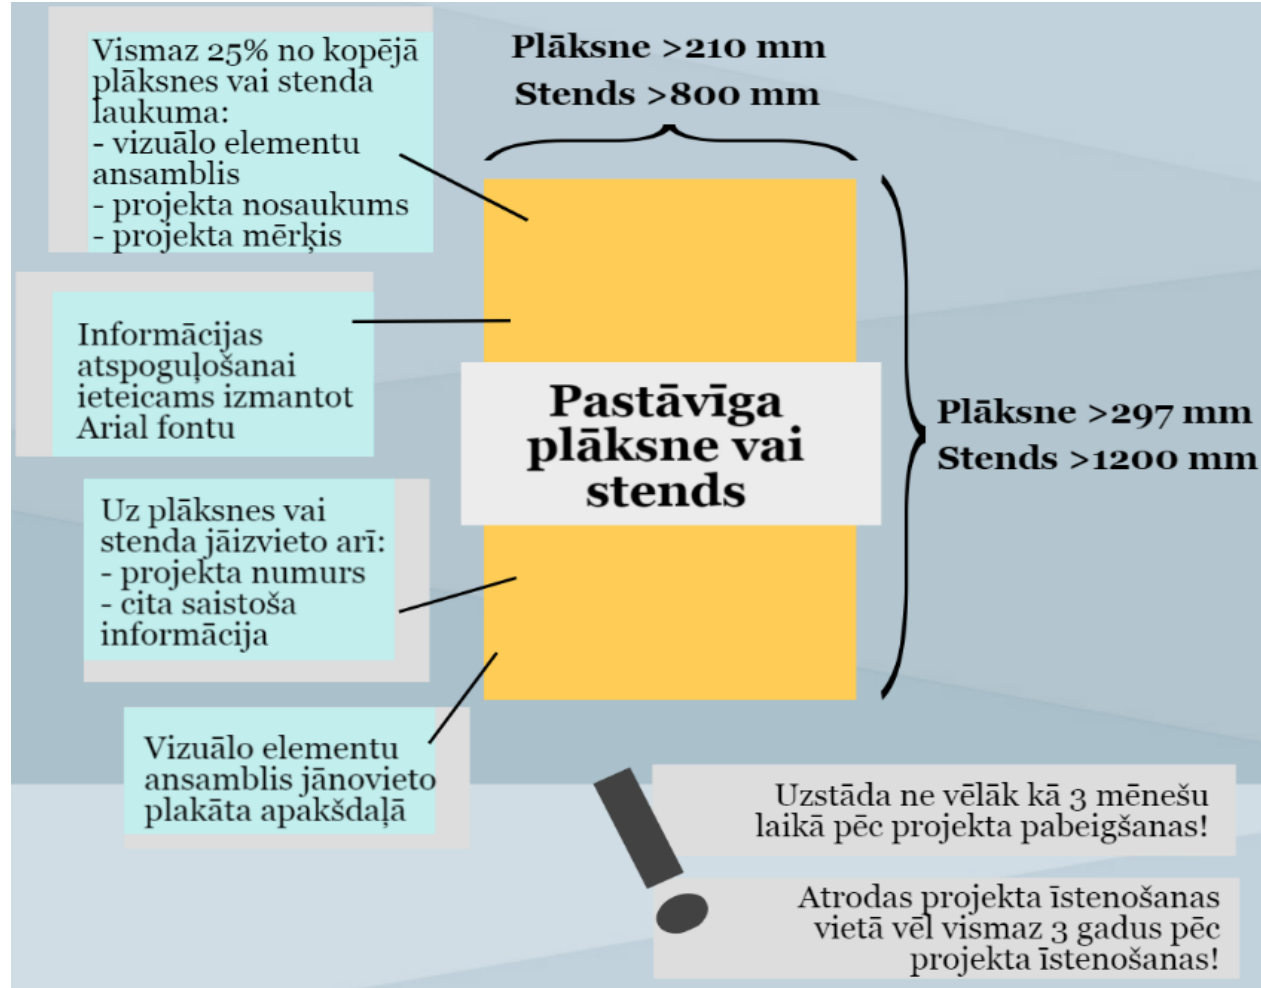 Vismaz 25% no kopējā
plāksnes vai stenda
laukuma:
- vizuālo elementu
ansamblis
- projekta nosaukums
- projekta mērķis
Plāksne >210 mm
Stends >800 mm
Informācijas
atspoguļošanai
ieteicams izmantot
Arial fontu
Pastāvīga
plāksne vai
stends
Plāksne >297 mm
Stends >1200 mm
Uz plāksnes vai
stenda jāizvieto arī:
- projekta numurs
- cita saistoša
informācija
Vizuālo elementu
ansamblis jānovieto
plakāta apakšdaļā
Uzstāda ne vēlāk kā 3 mēnešu
laikā pēc projekta pabeigšanas!
Atrodas projekta īstenošanas
vietā vēl vismaz 3 gadus pēc
projekta īstenošanas!